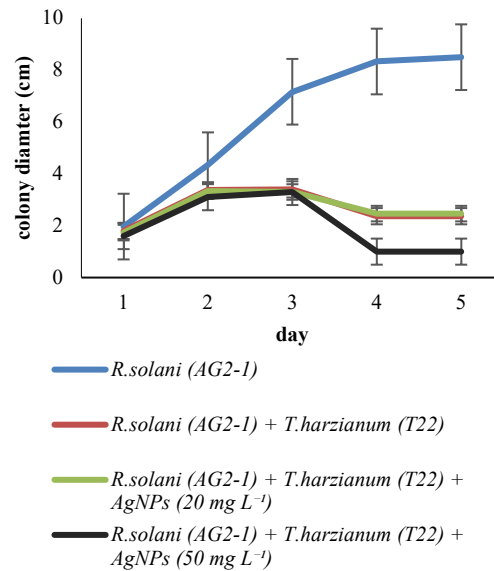 10
8
6
4
2
0
colony diamter (cm)
1 2 3 4 5
day
R.solani (AG2-1)
R.solani (AG2-1) + T.harzianum (T22)
R.solani (AG2-1) + T.harzianum (T22) +
AgNPs (20 mg L⁻¹)
R.solani (AG2-1) + T.harzianum (T22) +
AgNPs (50 mg L⁻¹)